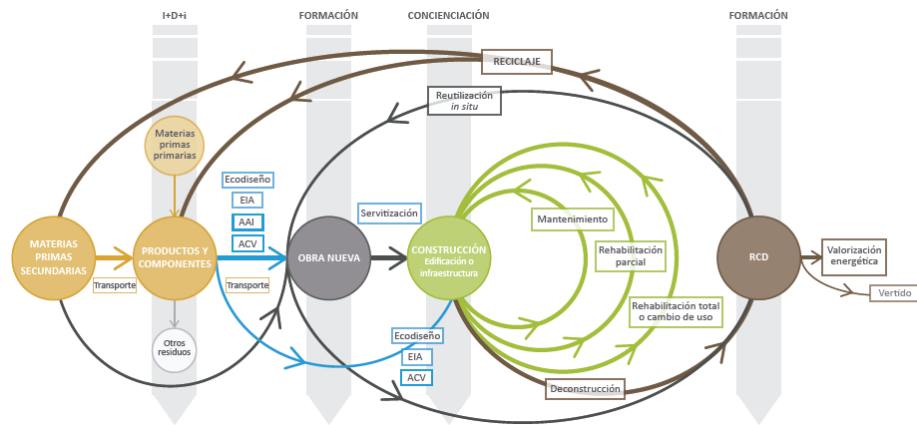 I+D+i
FORMACIÓN
CONCIENCIACIÓN
FORMACIÓN
RECICLAJE
Reutilización
in situ
Materias
primas
primarias
Ecodiseño
EIA
AAI
ACV
Servitización
Mantenimiento
MATERIAS
PRIMAS
SECUNDARIAS
PRODUCTOS Y
COMPONENTES
OBRA NUEVA
CONSTRUCCIÓN
Edificación o
infraestructura
Rehabilitación
parcial
RCD
Valorización
energética
Transporte
Transporte
Vertido
Rehabilitación total
o cambio de uso
Otros
residuos
Ecodiseño
EIA
ACV
Deconstrucción